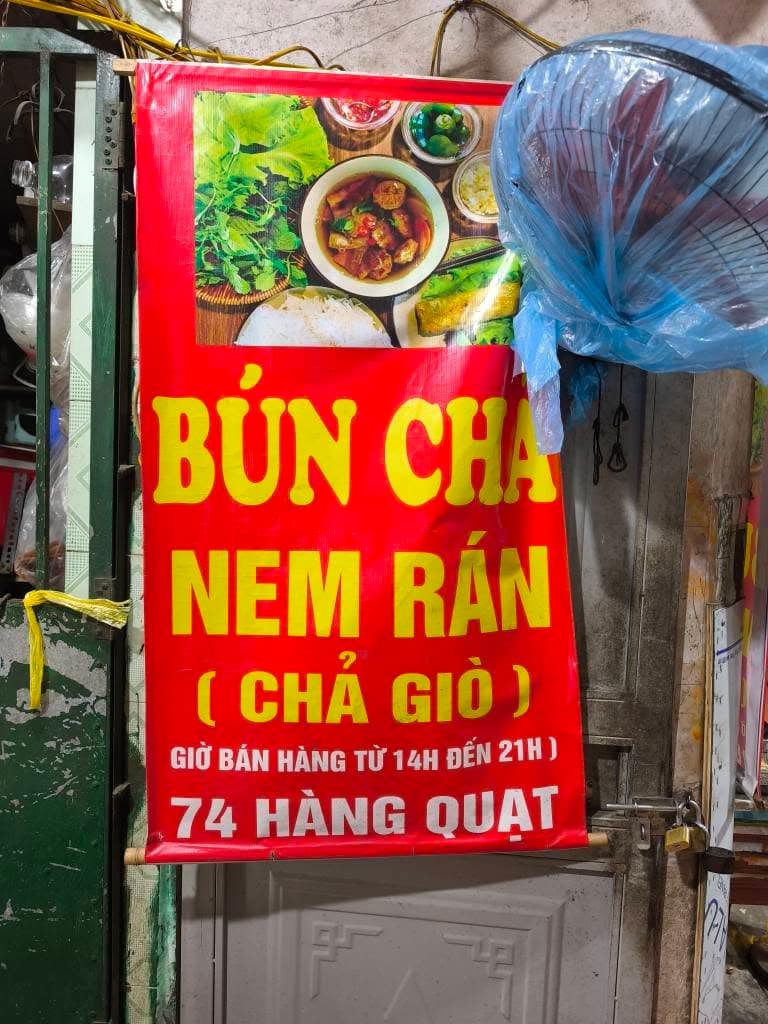 BÚN CHẢ
NEM RÁN
( CHẢ GIÒ )
GIỜ BÁN HÀNG TỪ 14H ĐẾN 21H )
74 HÀNG QUẠT